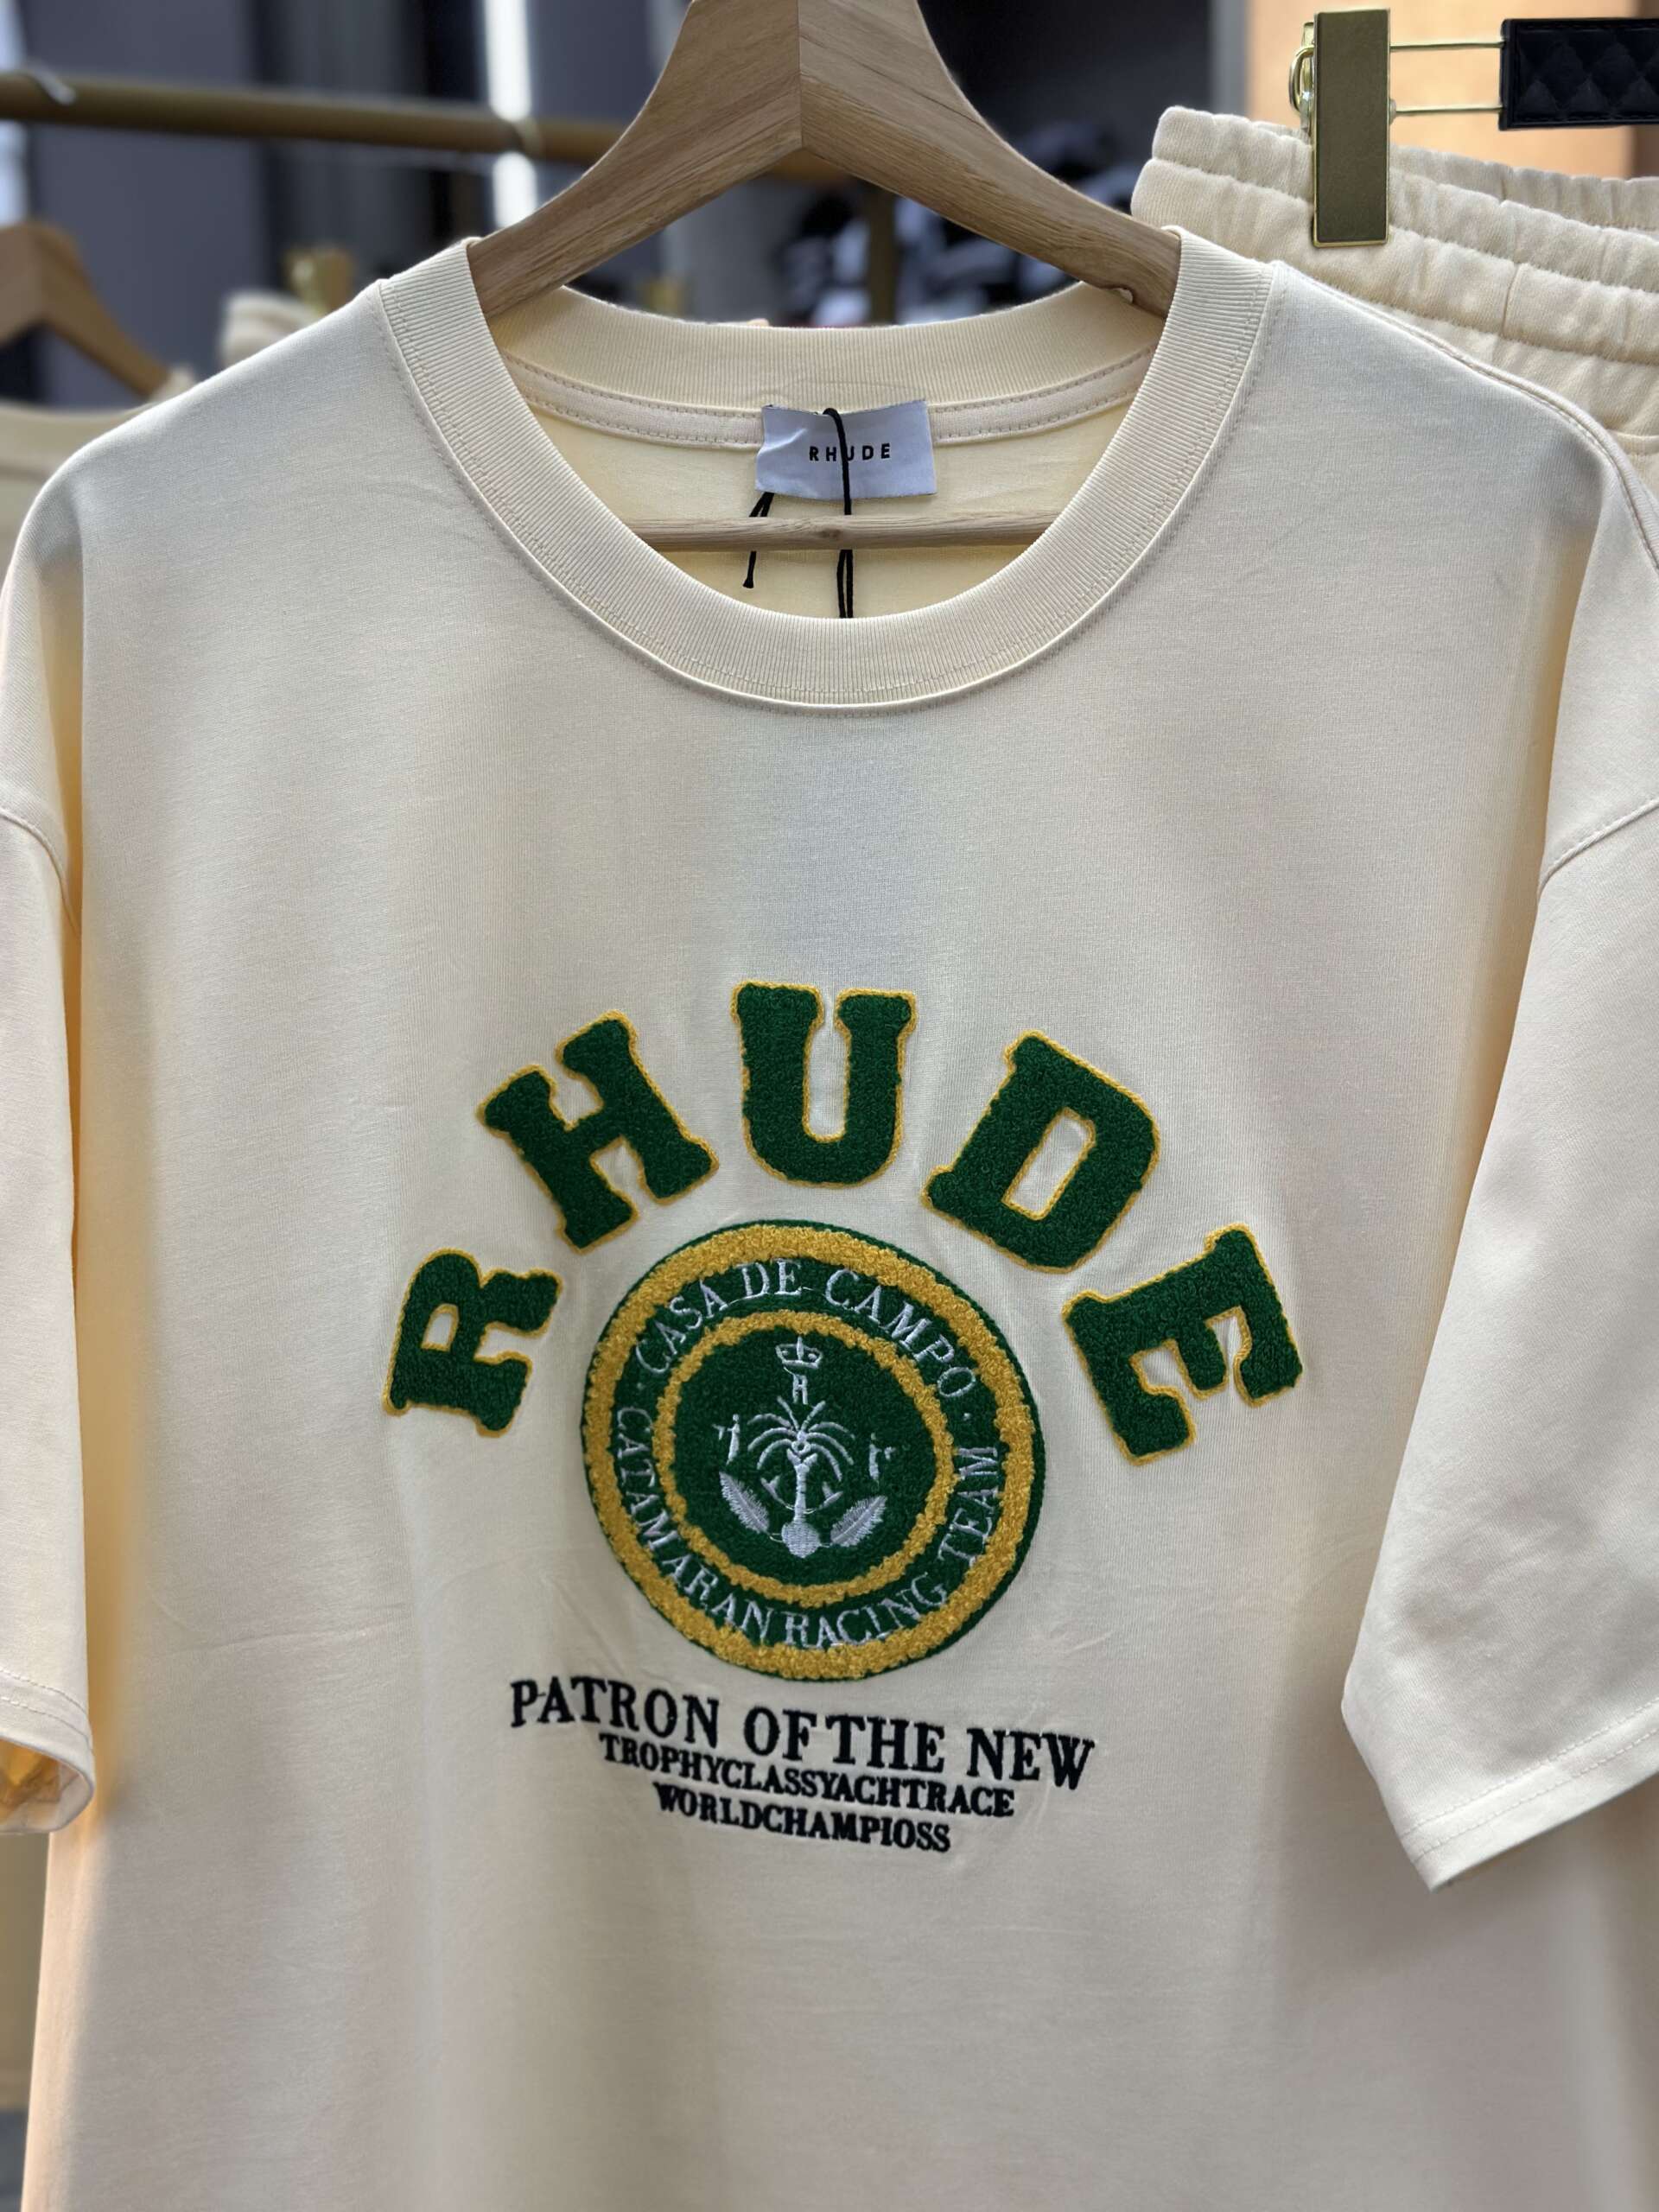 RHUDE
RHUDE
· CASA DE CAMPO ·
CATAMARAN RACING TEAM
R
PATRON OF THE NEW
TROPHYCLASSYACHTRACE
WORLDCHAMPIOSS